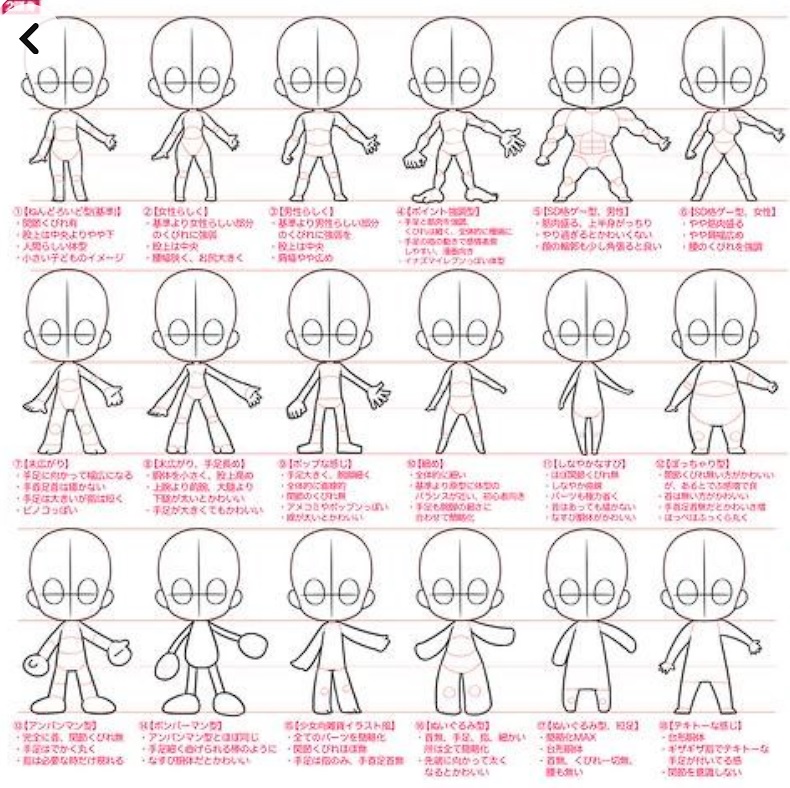 ①【ねんどろいど型(基準)】
・関節くびれ有
・股上は中央よりやや下
・人間らしい体型
・小さい子どものイメージ
②【女性らしく】
・基準より女性らしい部分
のくびれに強弱
・股上は中央
・腰幅狭く、お尻大きく
③【男性らしく】
・基準より男性らしい部分
のくびれに強弱を
・股上は中央
・肩幅やや広め
④【ポイント強調型】
・手足と筋肉を強調、
くびれは細く、全体的に極端に
・手足の指の動きで感情表現
しやすい、漫画向き
・イナズマイレブンっぽい体型
⑤【SD格ゲー型、男性】
・筋肉盛る、上半身がっちり
・やり過ぎるとかわいくない
・顔の輪郭も少し角張ると良い
⑥【SD格ゲー型、女性】
・やや筋肉盛る
・やや肩幅広め
・腰のくびれを強調
⑦【末広がり】
・手足に向かって幅広になる
・手首足首は描かない
・手足は大きいが指は短く
・ピノコっぽい
⑧【末広がり、手足長め】
・胴体を小さく、股上長め
・上腕より前腕、大腿より
下腿が太いとかわいい
・手足が大きくてもかわいい
⑨【ポップな感じ】
・手足大きく、腕脚細く
・全体的に直線的
・関節のくびれ無
・アメコミやポップンっぽい
・線が太いとかわいい
⑩【細め】
・全体的に細い
・基準より原型に体型の
バランスが近い、初心者向き
・手足も腕脚の細さに
合わせて簡略化
⑪【しなやかなすび】
・ほぼ関節くびれ無
・しなやか曲線
・パーツも極力省く
・首はあっても描かない
・なすび胴体がかわいい
⑫【ぽっちゃり型】
・関節くびれ無い方がかわいい
が、あるとでぶ感増で良
・首は無い方がかわいい
・手首足首無だとかわいさ増
・ほっぺはふっくら丸く
⑬【アンパンマン型】
・完全に首、関節くびれ無
・手足はでかく丸く
・指は必要な時だけ現れる
⑭【ボンバーマン型】
・アンパンマン型とほぼ同じ
・手足細く曲げられる棒のように
・なすび胴体だとかわいい
⑮【少女向雑貨イラスト風】
・全てのパーツを簡略化
・関節くびれほぼ無
・手足は指のみ、手首足首無
⑯【ぬいぐるみ型】
・首無、手足、指、細かい
所は全て簡略化
・先端に向かって太く
なるとかわいい
⑰【ぬいぐるみ型、短足】
・簡略化MAX
・台形胴体
・首無、くびれ一切無、
腰も無い
⑱【テキトーな感じ】
・台形胴体
・ギザギザ指でテキトーな
手足が付いてる感
・関節を意識しない